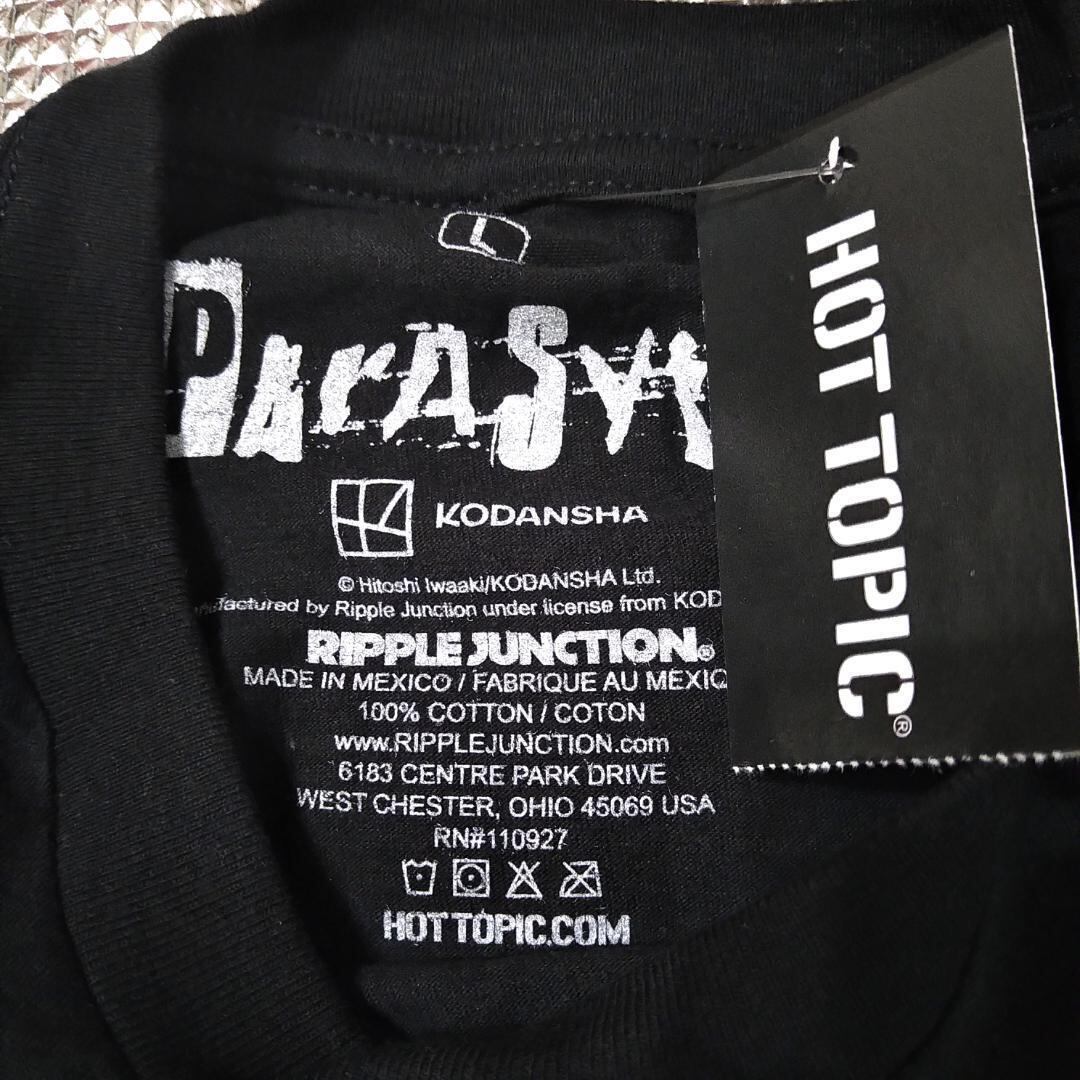 L
ParASy
KODANSHA
© Hitoshi Iwaaki/KODANSHA Ltd.
ufactured by Ripple Junction under license from KOD
RIPPLE JUNCTION®
MADE IN MEXICO / FABRIQUE AU MEXIQ
100% COTTON / COTON
www.RIPPLEJUNCTION.com
6183 CENTRE PARK DRIVE
WEST CHESTER, OHIO 45069 USA
RN#110927
HOTTOPIC.COM
HOT TOPIC®